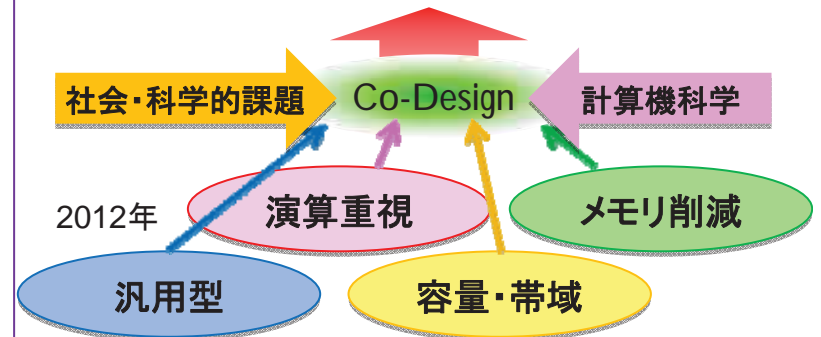 社会・科学的課題
Co-Design
計算機科学
2012年
演算重視
メモリ削減
汎用型
容量・帯域